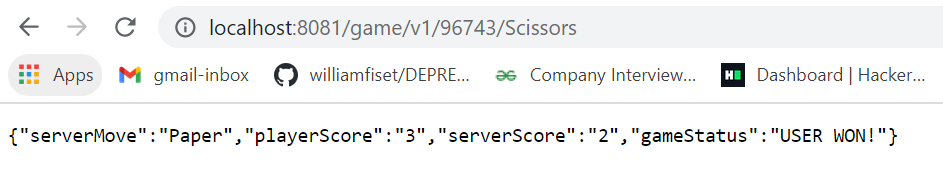 localhost:8081/game/v1/96743/Scissors
Apps gmail-inbox williamfiset/DEPRE... Company Interview... Dashboard | Hacker...
{"serverMove":"Paper","playerScore":"3","serverScore":"2","gameStatus":"USER WON!"}